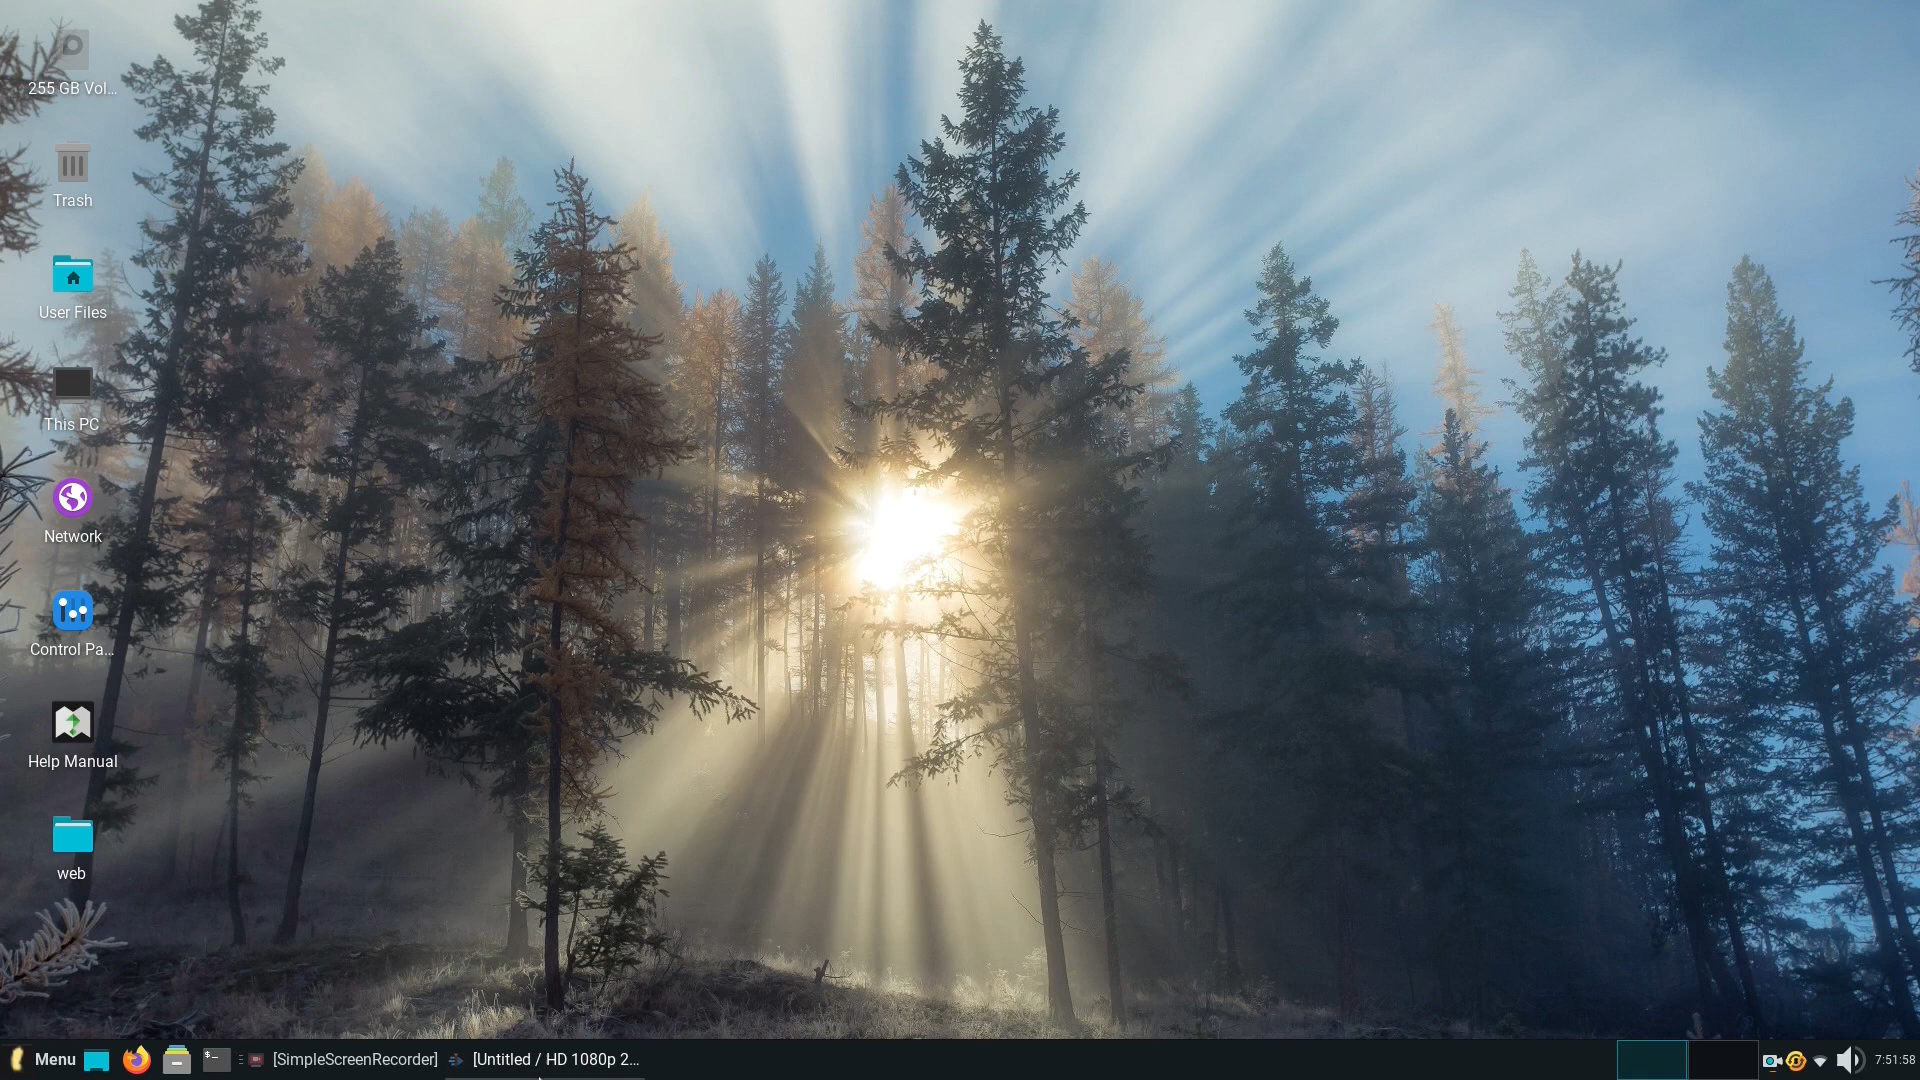 255 GB Vol...
Trash
User Files
This PC
Network
Control Pa...
Help Manual
web
Menu
$-
[SimpleScreenRecorder]
[Untitled / HD 1080p 2...
7:51:58